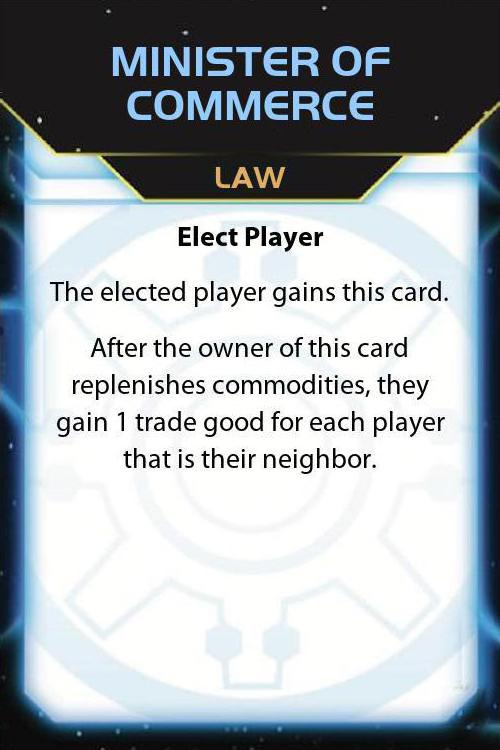 MINISTER OF
COMMERCE
LAW
Elect Player
The elected player gains this card.
After the owner of this card
replenishes commodities, they
gain 1 trade good for each player
that is their neighbor.